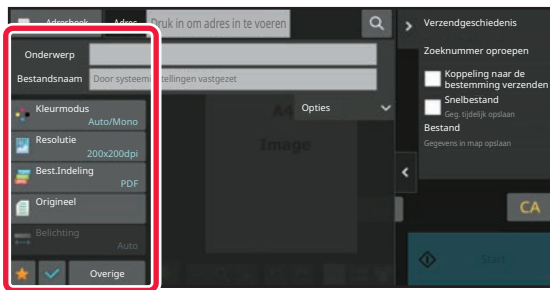 Adresboek
Adres
Druk in om adres in te voeren
Onderwerp
Bestandsnaam
Door systeeminstellingen vastgezet
Kleurmodus
Auto/Mono
Resolutie
200x200dpi
Best.Indeling
PDF
Origineel
Belichting
Auto
Overige
A4
Image
Opties
Verzendgeschiedenis
Zoeknummer oproepen
Koppeling naar de
bestemming verzenden
Snelbestand
Geg. tijdelijk opslaan
Bestand
Gegevens in map opslaan
CA
Start